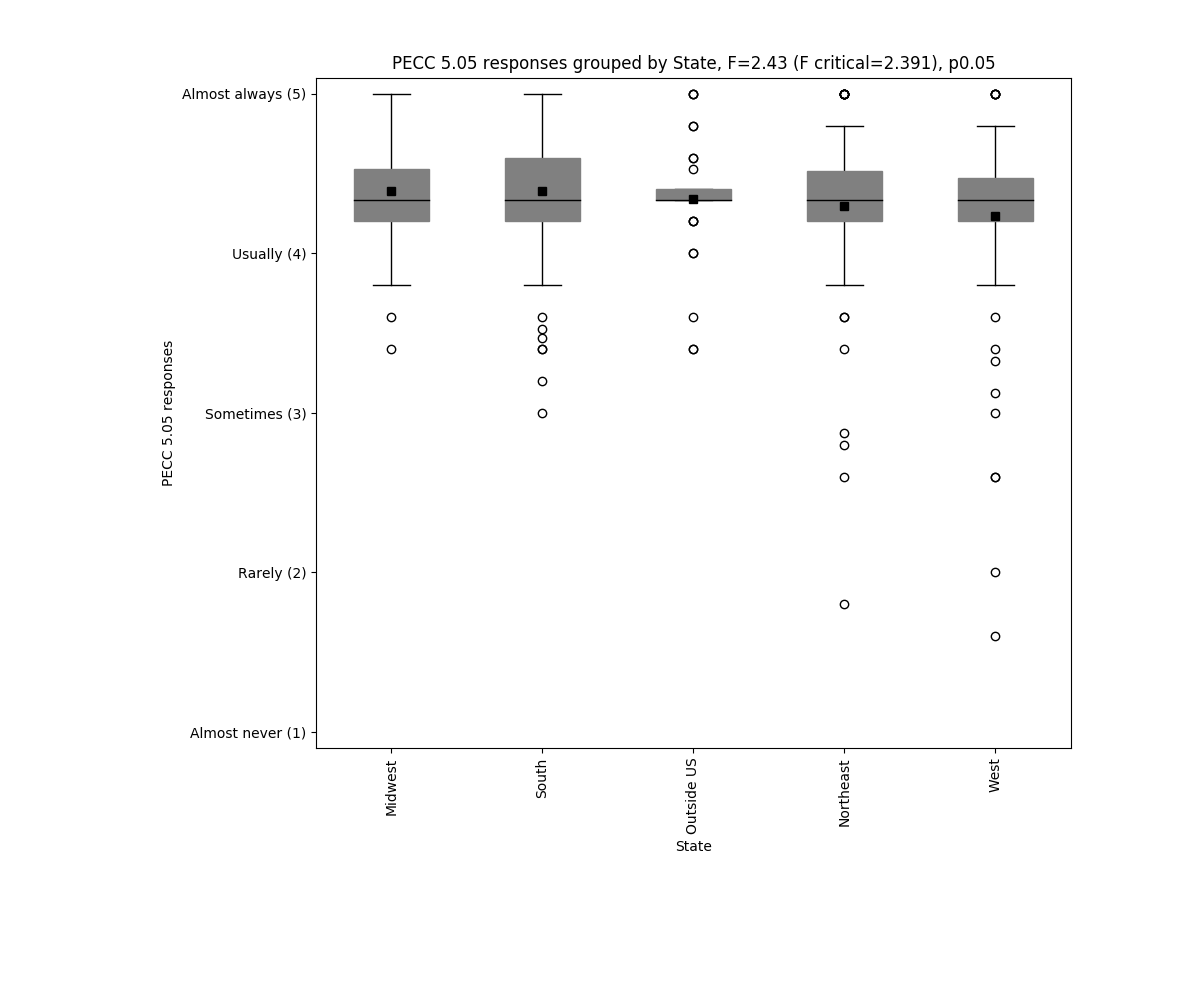 PECC 5.05 responses grouped by State, F=2.43 (F critical=2.391), p0.05
Almost always (5)
Usually (4)
Sometimes (3)
Rarely (2)
Almost never (1)
PECC 5.05 responses
Midwest
South
Outside US
Northeast
West
State